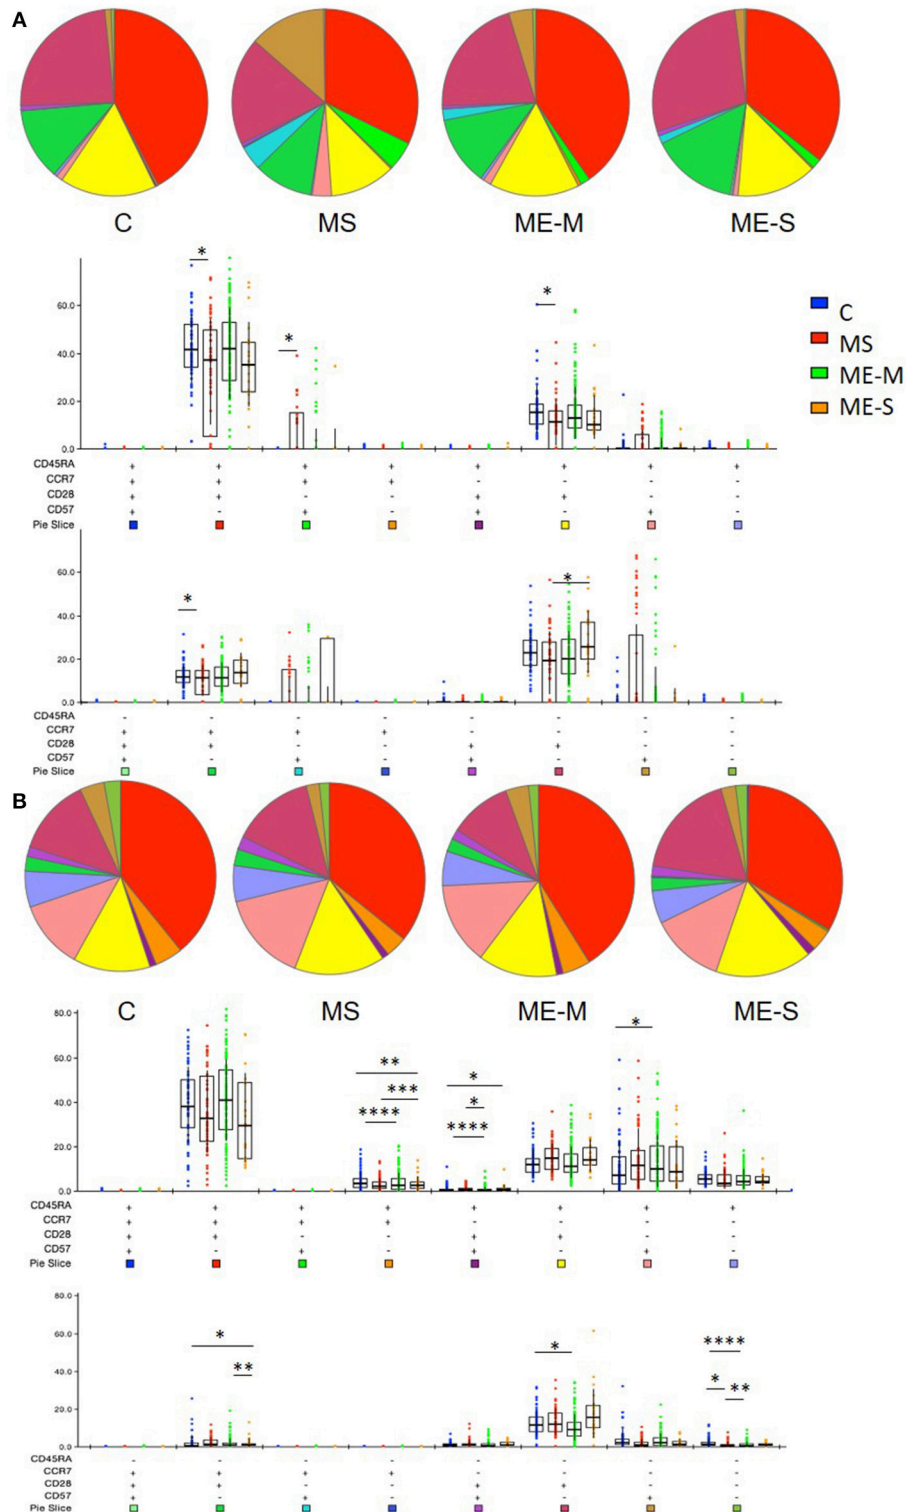 A
C MS ME-M ME-S
*
*
*
60.0
40.0
20.0
0.0
C
MS
ME-M
ME-S
CD45RA + + + + + + + +
CCR7 + + + + - - - -
CD28 + + - - + + - -
CD57 + - + - + - + -
Pie Slice
*
*
60.0
40.0
20.0
0.0
CD45RA - - - - - - - -
CCR7 + + + + - - - -
CD28 + + - - + + - -
CD57 + - + - + - + -
Pie Slice
B
C MS ME-M ME-S
80.0
60.0
40.0
20.0
0.0
**
***
****
*
*
****
*
CD45RA + + + + + + + +
CCR7 + + + + - - - -
CD28 + + - - + + - -
CD57 + - + - + - + -
Pie Slice
80.0
60.0
40.0
20.0
0.0
*
**
*
****
*
**
CD45RA - - - - - - - -
CCR7 + + + + - - - -
CD28 + + - - + + - -
CD57 + - + - + - + -
Pie Slice